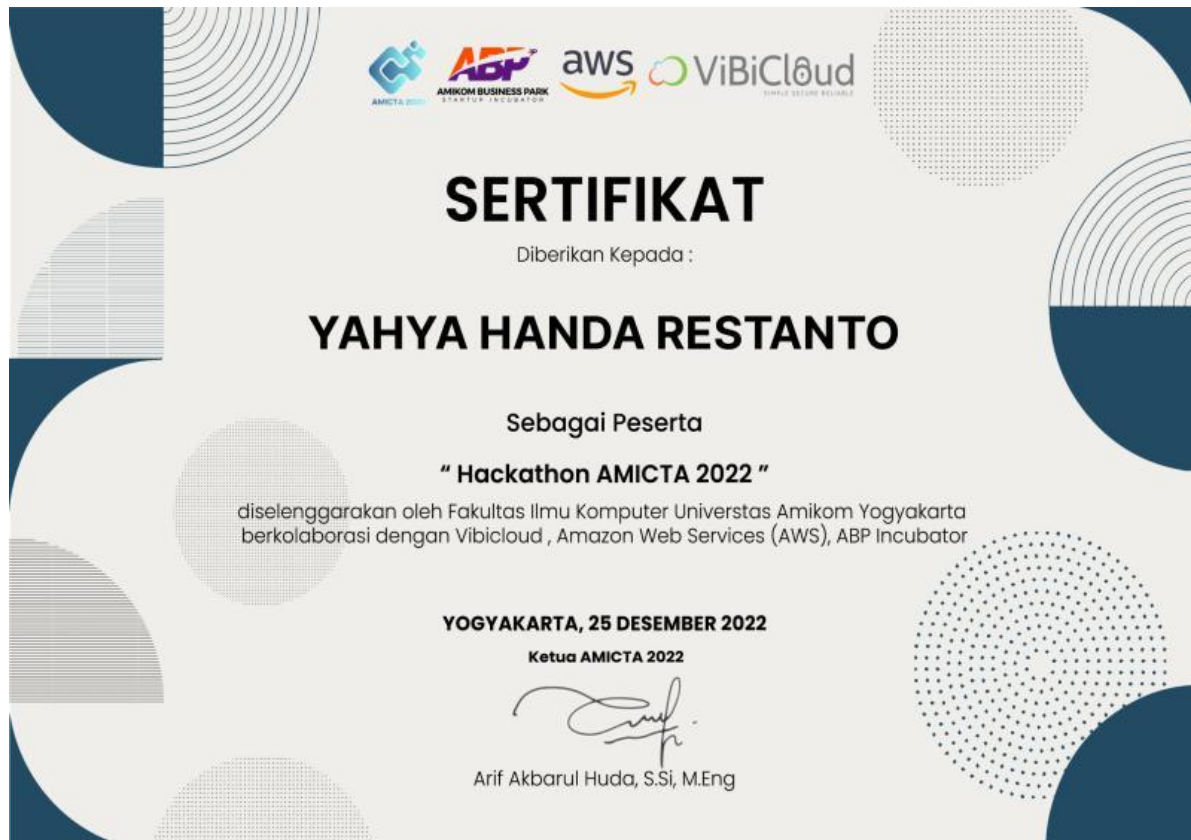 AMICTA 2022
ABP
AMIKOM BUSINESS PARK
STARTUP INCUBATOR
aws
ViBiCloud
SIMPLE SECURE RELIABLE
SERTIFIKAT
Diberikan Kepada :
YAHYA HANDA RESTANTO
Sebagai Peserta
“ Hackathon AMICTA 2022 ”
diselenggarakan oleh Fakultas Ilmu Komputer Universtas Amikom Yogyakarta
berkolaborasi dengan Vibicloud , Amazon Web Services (AWS), ABP Incubator
YOGYAKARTA, 25 DESEMBER 2022
Ketua AMICTA 2022
Arif Akbarul Huda, S.Si, M.Eng